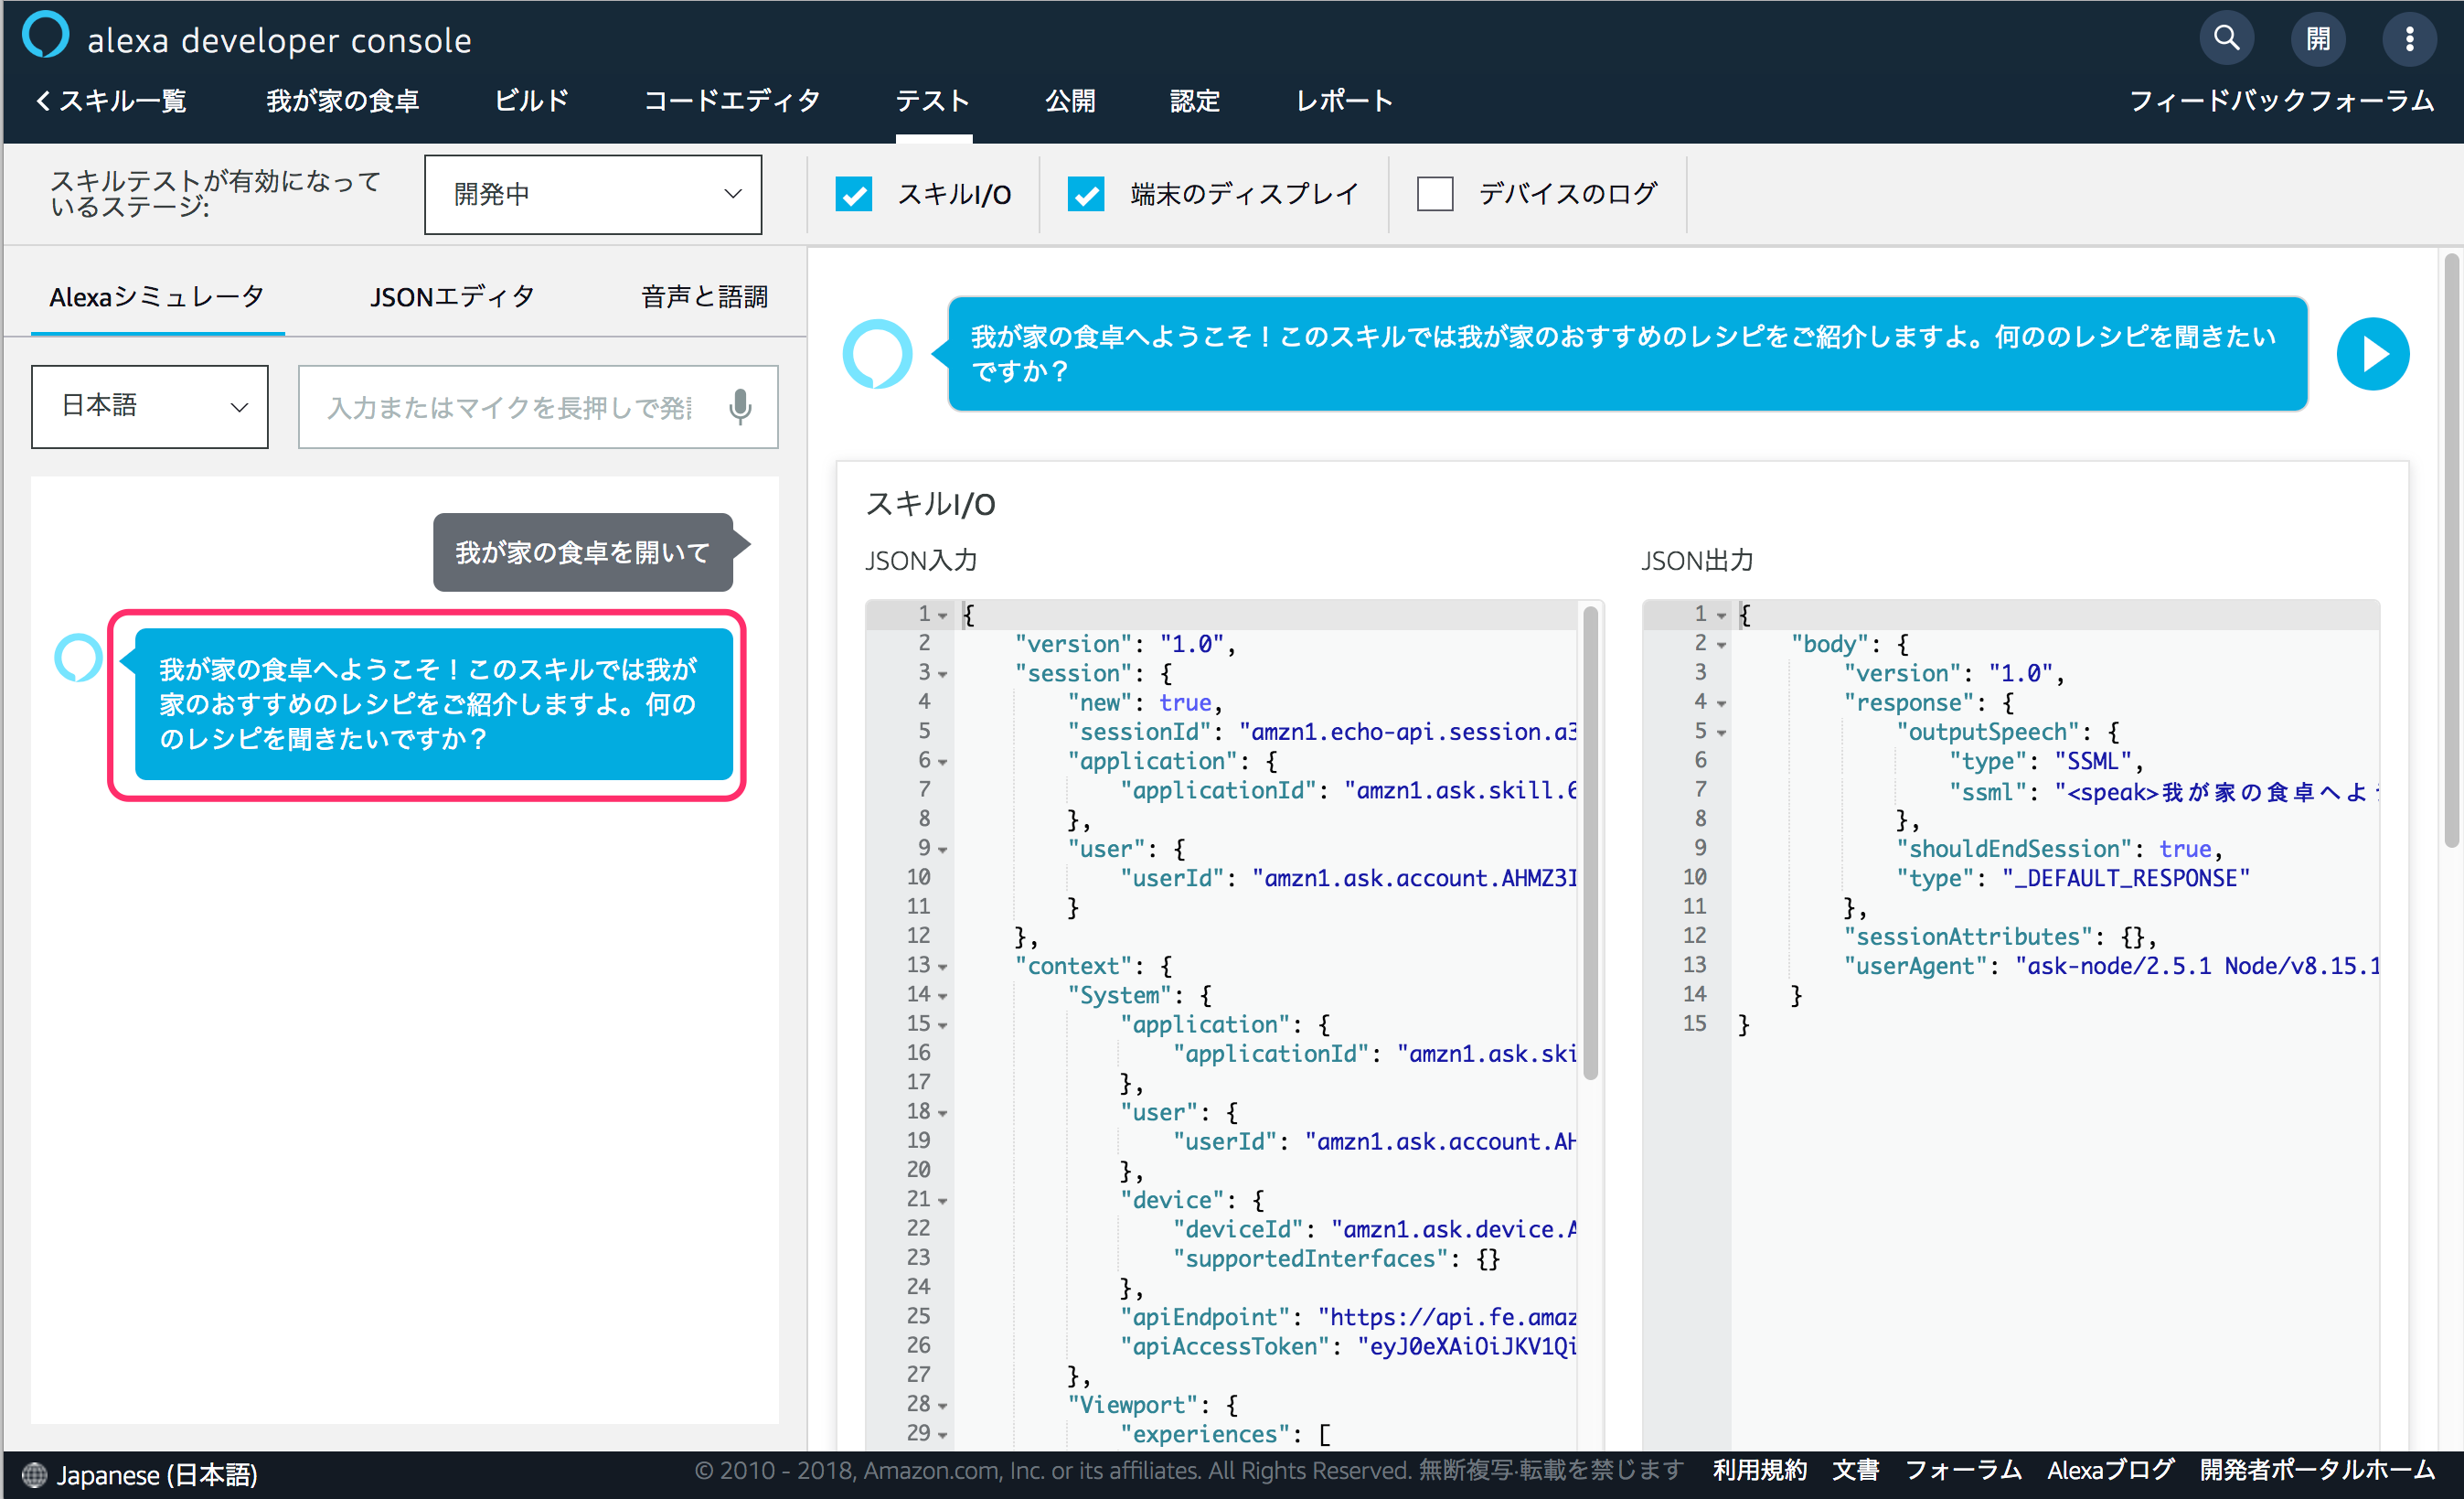 alexa developer console
開
スキル一覧 我が家の食卓 ビルド コードエディタ テスト 公開 認定 レポート フィードバックフォーラム
スキルテストが有効になって
いるステージ:
開発中
スキルI/O 端末のディスプレイ デバイスのログ
Alexaシミュレータ JSONエディタ 音声と語調
日本語
入力またはマイクを長押しで発
我が家の食卓を開いて
我が家の食卓へようこそ！このスキルでは我が
家のおすすめのレシピをご紹介しますよ。何の
のレシピを聞きたいですか？
我が家の食卓へようこそ！このスキルでは我が家のおすすめのレシピをご紹介しますよ。何ののレシピを聞きたい
ですか？
スキルI/O
JSON入力
1 {
2 "version": "1.0",
3 "session": {
4 "new": true,
5 "sessionId": "amzn1.echo-api.session.a3
6 "application": {
7 "applicationId": "amzn1.ask.skill.6
8 },
9 "user": {
10 "userId": "amzn1.ask.account.AHMZ3I
11 }
12 },
13 "context": {
14 "System": {
15 "application": {
16 "applicationId": "amzn1.ask.ski
17 },
18 "user": {
19 "userId": "amzn1.ask.account.AH
20 },
21 "device": {
22 "deviceId": "amzn1.ask.device.A
23 "supportedInterfaces": {}
24 },
25 "apiEndpoint": "https://api.fe.amaz
26 "apiAccessToken": "eyJ0eXAiOiJKV1Qi
27 },
28 "Viewport": {
29 "experiences": [
JSON出力
1 {
2 "body": {
3 "version": "1.0",
4 "response": {
5 "outputSpeech": {
6 "type": "SSML",
7 "ssml": "<speak>我が家の食卓へよ
8 },
9 "shouldEndSession": true,
10 "type": "_DEFAULT_RESPONSE"
11 },
12 "sessionAttributes": {},
13 "userAgent": "ask-node/2.5.1 Node/v8.15.1
14 }
15 }
Japanese (日本語)
© 2010 - 2018, Amazon.com, Inc. or its affiliates. All Rights Reserved. 無断複写·転載を禁じます 利用規約 文書 フォーラム Alexaブログ 開発者ポータルホーム